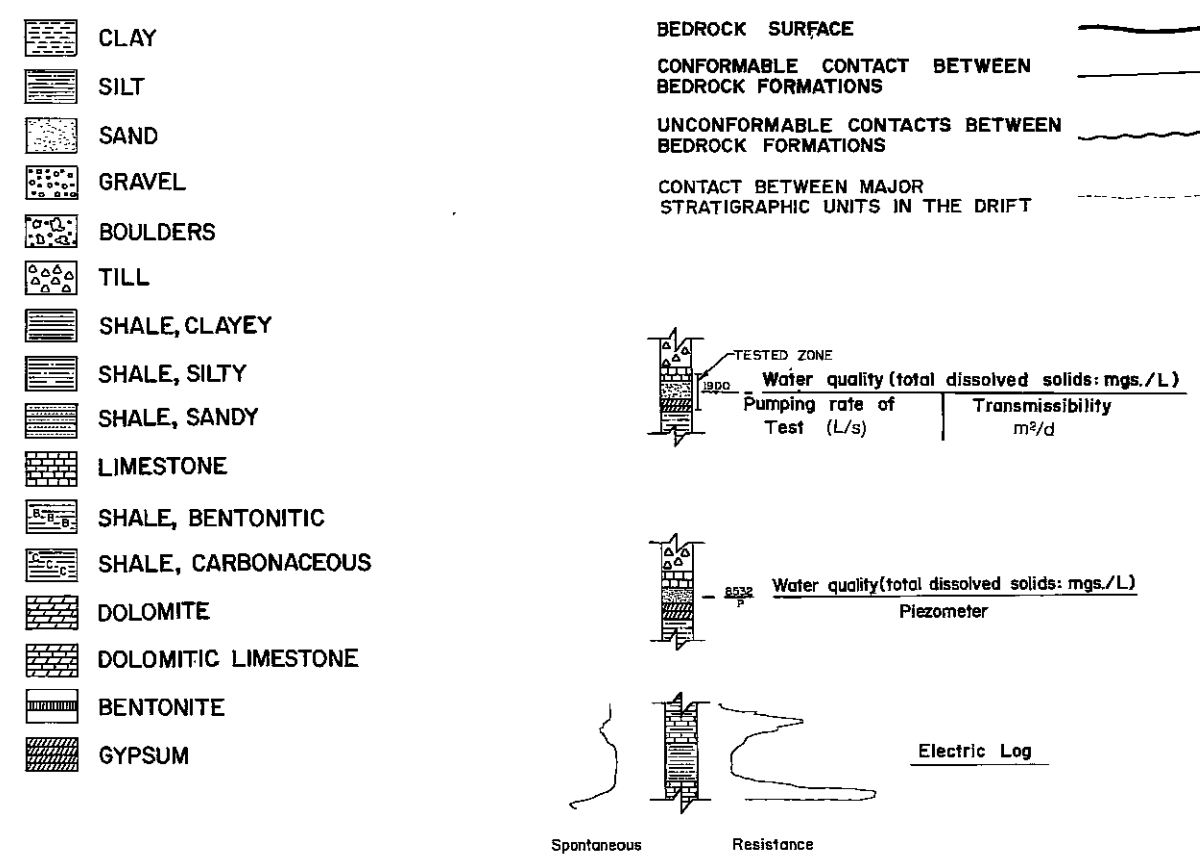 CLAY
SILT
SAND
GRAVEL
BOULDERS
TILL
SHALE, CLAYEY
SHALE, SILTY
SHALE, SANDY
LIMESTONE
SHALE, BENTONITIC
SHALE, CARBONACEOUS
DOLOMITE
DOLOMITIC LIMESTONE
BENTONITE
GYPSUM
BEDROCK SURFACE
CONFORMABLE CONTACT BETWEEN
BEDROCK FORMATIONS
UNCONFORMABLE CONTACTS BETWEEN
BEDROCK FORMATIONS
CONTACT BETWEEN MAJOR
STRATIGRAPHIC UNITS IN THE DRIFT
TESTED ZONE
1900 Water quality (total dissolved solids: mgs./L)
Pumping rate of Transmissibility
Test (L/s) m²/d
8532 Water quality (total dissolved solids: mgs./L)
P Piezometer
Electric Log
Spontaneous Resistance